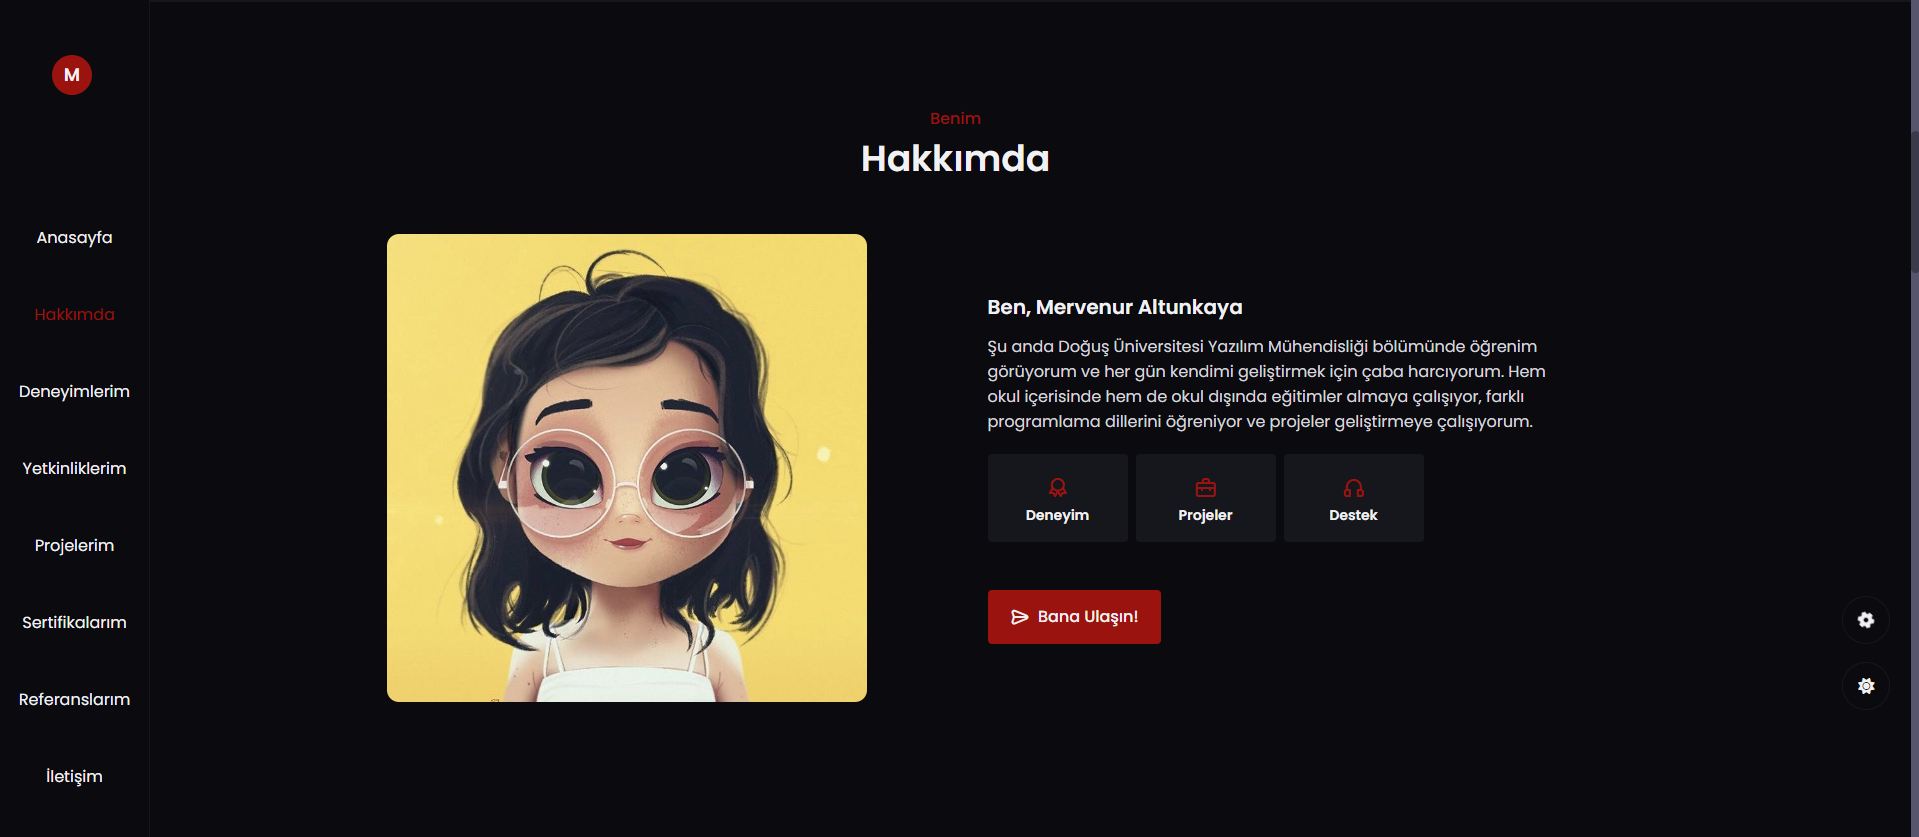 M
Anasayfa
Hakkımda
Deneyimlerim
Yetkinliklerim
Projelerim
Sertifikalarım
Referanslarım
İletişim
Benim
Hakkımda
Ben, Mervenur Altunkaya
Şu anda Doğuş Üniversitesi Yazılım Mühendisliği bölümünde öğrenim
görüyorum ve her gün kendimi geliştirmek için çaba harcıyorum. Hem
okul içerisinde hem de okul dışında eğitimler almaya çalışıyor, farklı
programlama dillerini öğreniyor ve projeler geliştirmeye çalışıyorum.
Deneyim
Projeler
Destek
Bana Ulaşın!